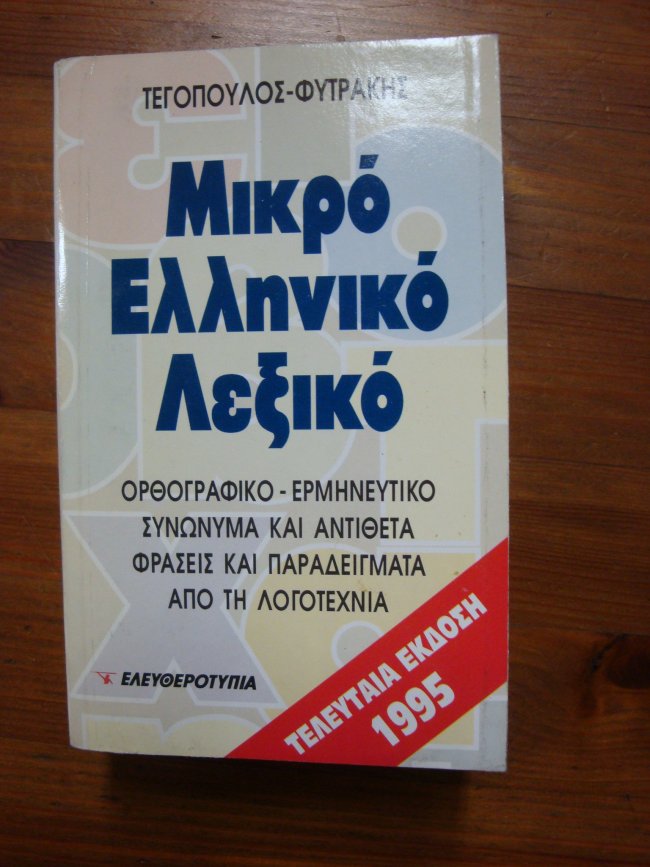 ΤΕΓΟΠΟΥΛΟΣ-ΦΥΤΡΑΚΗΣ
Μικρό
Ελληνικό
Λεξικό
ΟΡΘΟΓΡΑΦΙΚΟ - ΕΡΜΗΝΕΥΤΙΚΟ
ΣΥΝΩΝΥΜΑ ΚΑΙ ΑΝΤΙΘΕΤΑ
ΦΡΑΣΕΙΣ ΚΑΙ ΠΑΡΑΔΕΙΓΜΑΤΑ
ΑΠΟ ΤΗ ΛΟΓΟΤΕΧΝΙΑ
ΕΛΕΥΘΕΡΟΤΥΠΙΑ
ΤΕΛΕΥΤΑΙΑ ΕΚΔΟΣΗ
1995